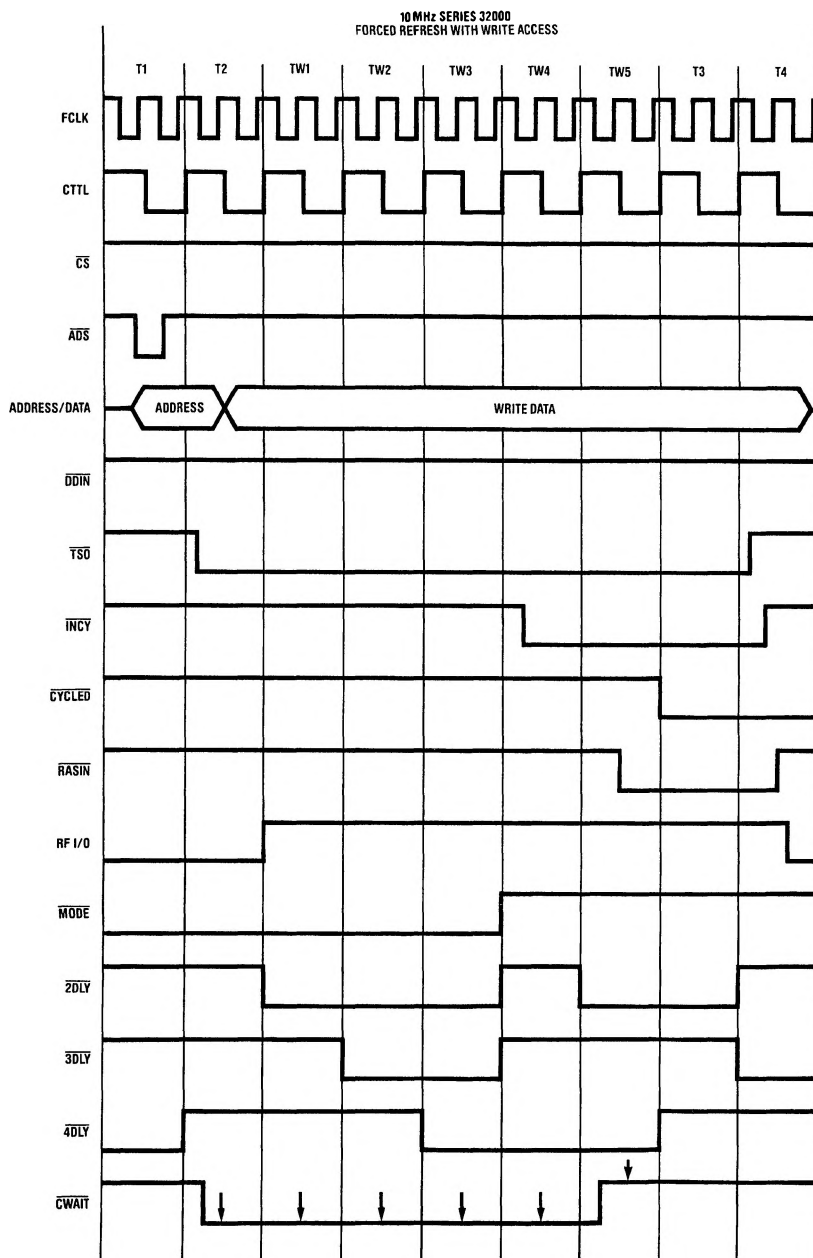 10 MHz SERIES 32000
FORCED REFRESH WITH WRITE ACCESS
T1 T2 TW1 TW2 TW3 TW4 TW5 T3 T4
FCLK
CTTL
CS
ADS
ADDRESS/DATA ADDRESS WRITE DATA
DDIN
TSO
INCY
CYCLED
RASIN
RF I/O
MODE
2DLY
3DLY
4DLY
CWAIT